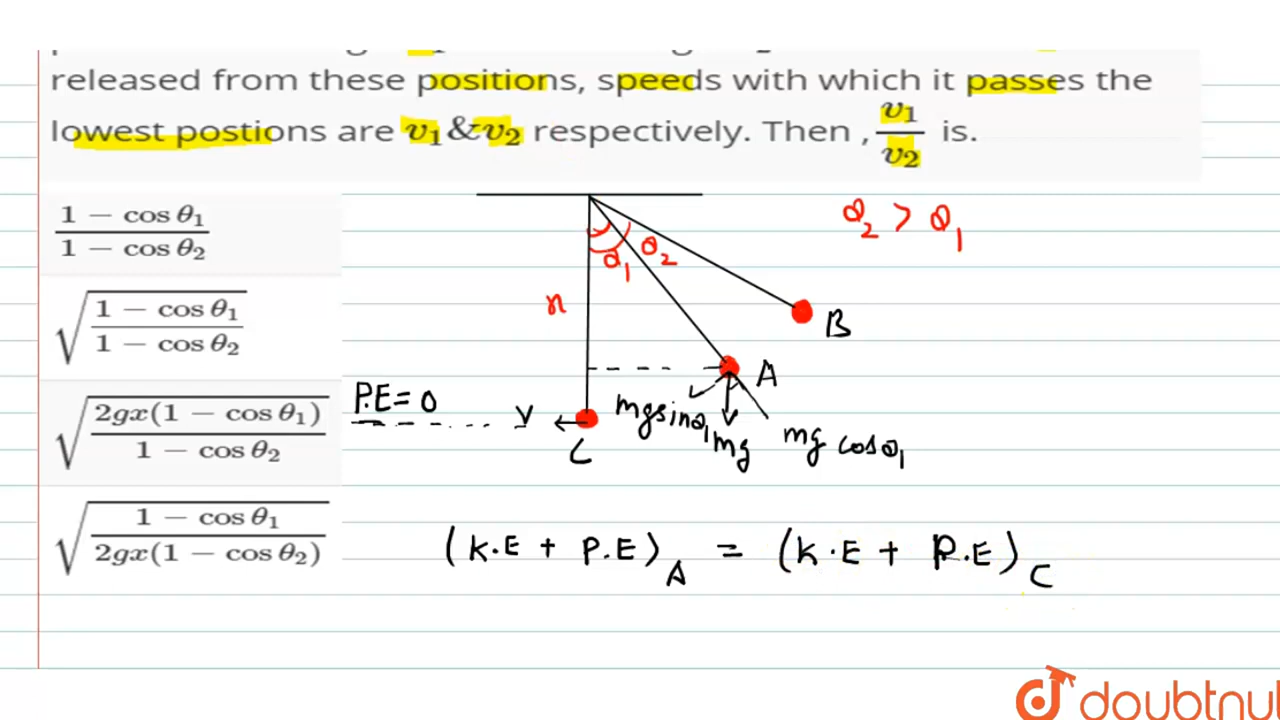 released from these positions, speeds with which it passes the
lowest postions are v₁&v₂ respectively. Then , v₁/v₂ is.
1 − cos θ₁
1 − cos θ₂
√(1 − cos θ₁ / 1 − cos θ₂)
√(2gx(1 − cos θ₁) / 1 − cos θ₂)
√(1 − cos θ₁ / 2gx(1 − cos θ₂))
θ₂ > θ₁
θ₁ θ₂
x
B
A
P.E = 0
V
C
mg sinθ₁
mg
mg cosθ₁
(K.E + P.E)A = (K.E + P.E)C
doubtnut